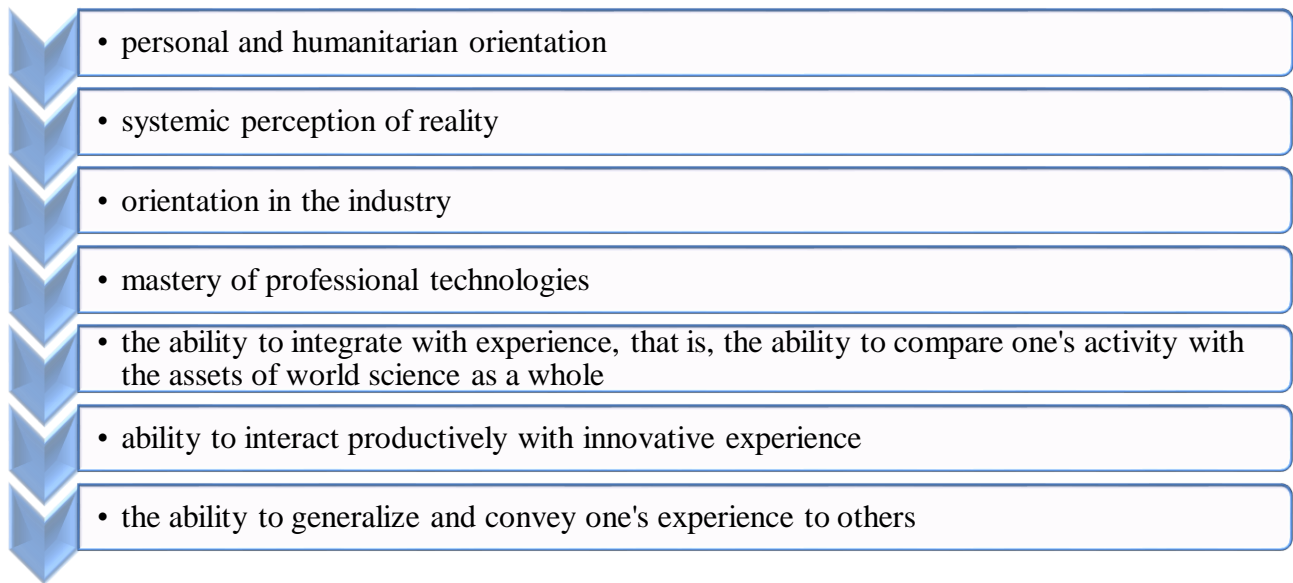 • personal and humanitarian orientation
• systemic perception of reality
• orientation in the industry
• mastery of professional technologies
• the ability to integrate with experience, that is, the ability to compare one's activity with
the assets of world science as a whole
• ability to interact productively with innovative experience
• the ability to generalize and convey one's experience to others